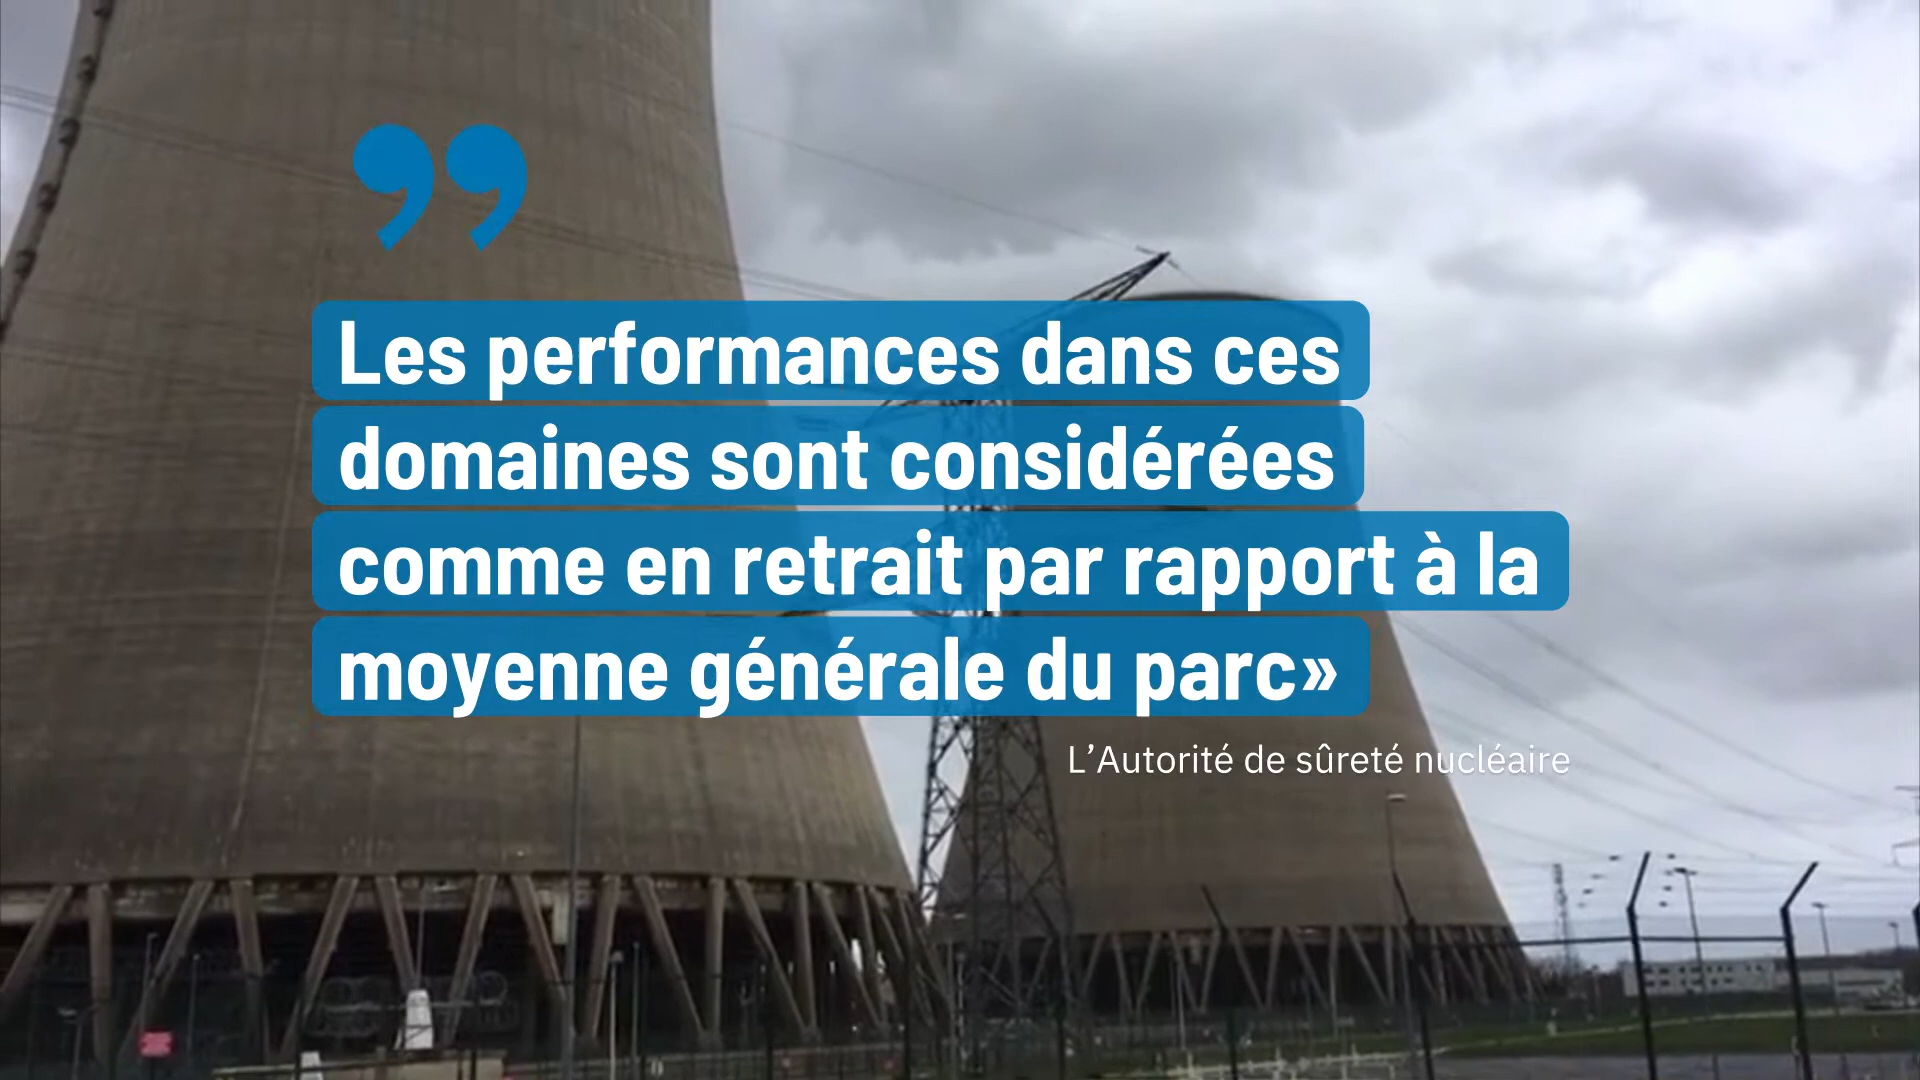 ”
Les performances dans ces
domaines sont considérées
comme en retrait par rapport à la
moyenne générale du parc»
L’Autorité de sûreté nucléaire